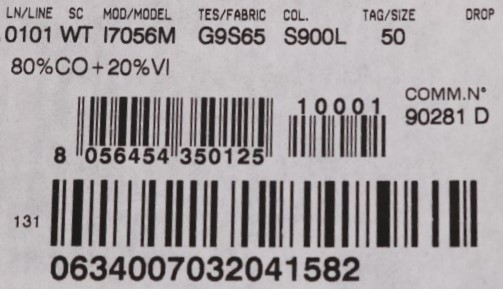 LN/LINE SC MOD/MODEL TES/FABRIC COL. TAG/SIZE DROP
0101 WT I7056M G9S65 S900L 50
80%CO+20%VI
COMM.N°
90281 D
10001
8 056454 350125
131
0634007032041582